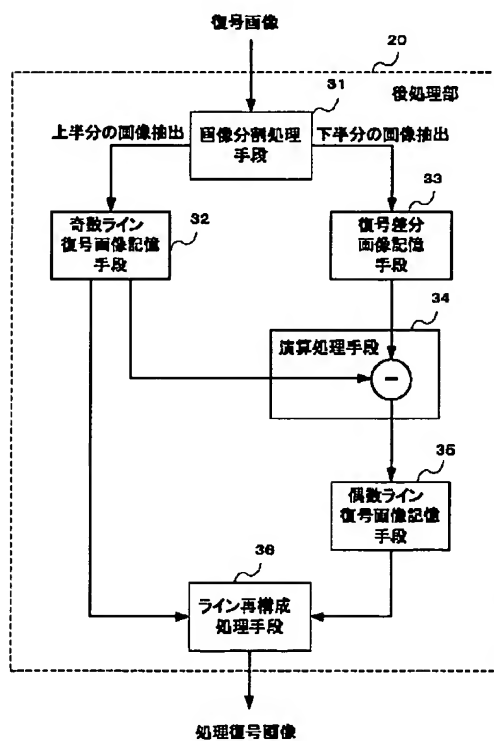 復号画像
20
後処理部
31
上半分の画像抽出
画像分割処理
手段
下半分の画像抽出
32
奇数ライン
復号画像記憶
手段
33
復号差分
画像記憶
手段
34
演算処理手段
−
35
偶数ライン
復号画像記憶
手段
36
ライン再構成
処理手段
処理復号画像